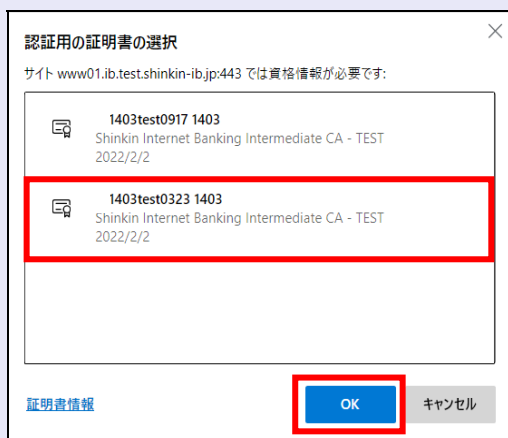 認証用の証明書の選択
サイト www01.ib.test.shinkin-ib.jp:443 では資格情報が必要です:
1403test0917 1403
Shinkin Internet Banking Intermediate CA - TEST
2022/2/2
1403test0323 1403
Shinkin Internet Banking Intermediate CA - TEST
2022/2/2
証明書情報
OK
キャンセル